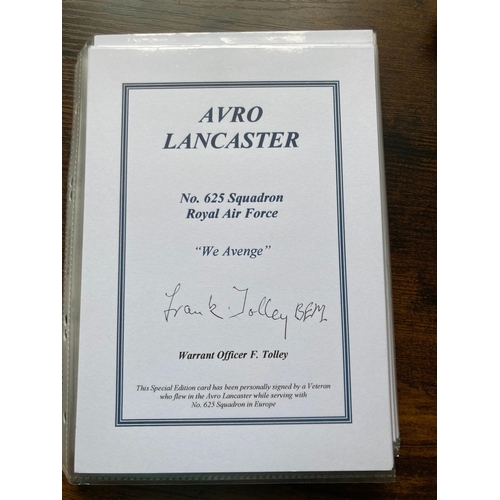 AVRO
LANCASTER
No. 625 Squadron
Royal Air Force
“We Avenge”
Frank. Tolley BEM
Warrant Officer F. Tolley
This Special Edition card has been personally signed by a Veteran
who flew in the Avro Lancaster while serving with
No. 625 Squadron in Europe